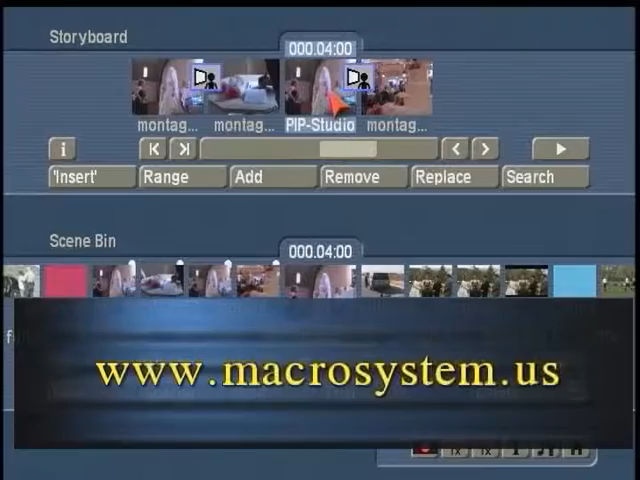 Storyboard
000.04:00
montag... montag... PIP-Studio montag...
i
'Insert' Range Add Remove Replace Search
Scene Bin
000.04:00
www.macrosystem.us